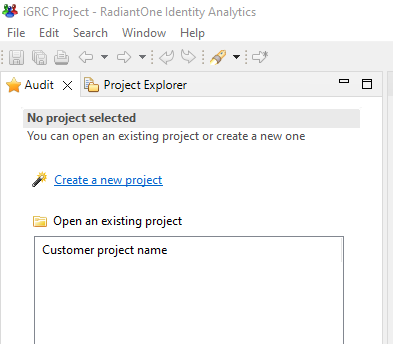 iGRC Project - RadiantOne Identity Analytics
File Edit Search Project Window Help
Audit Project Explorer
No project selected
You can open an existing project or create a new one
Create a new project
Open an existing project
Customer project name